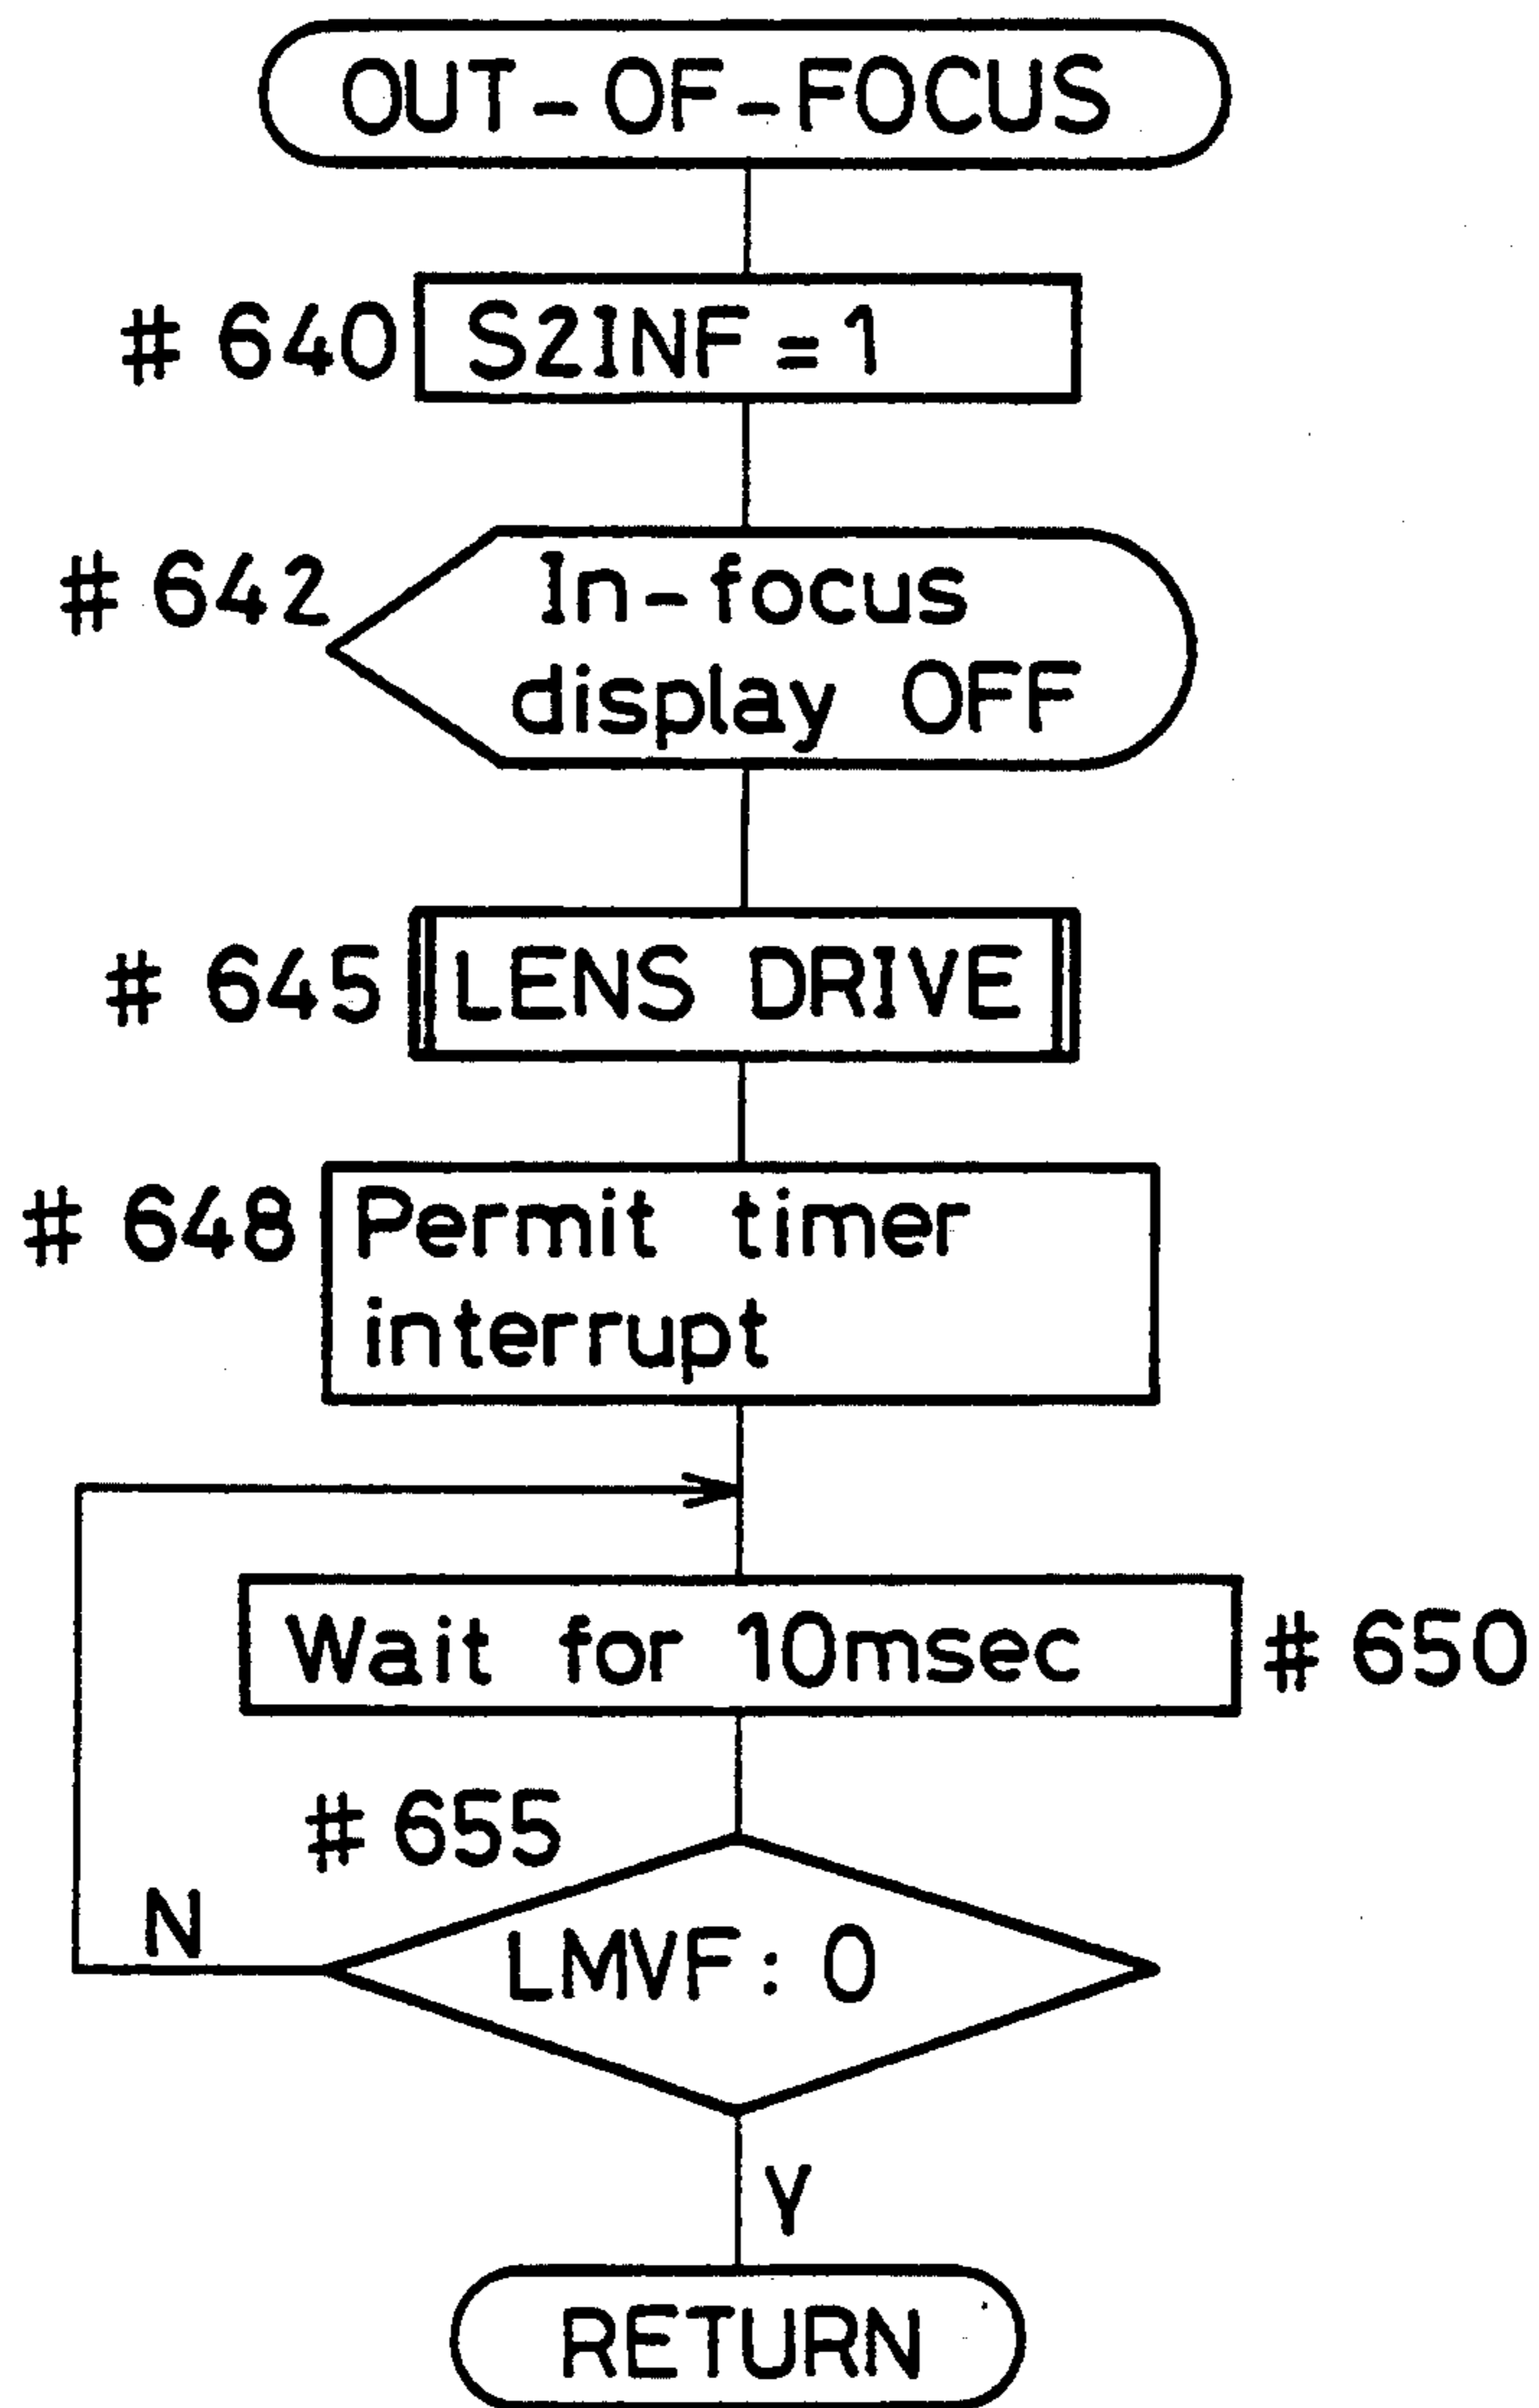 OUT-OF-FOCUS
# 640 S2INF=1
# 642 In-focus
display OFF
# 645 LENS DRIVE
# 648 Permit timer
interrupt
Wait for 10msec # 650
# 655
N
LMVF: 0
Y
RETURN